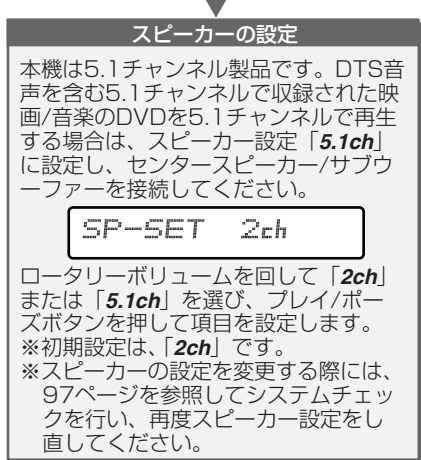 スピーカーの設定
本機は5.1チャンネル製品です。DTS音
声を含む5.1チャンネルで収録された映
画/音楽のDVDを5.1チャンネルで再生
する場合は、スピーカー設定「5.1ch」
に設定し、センタースピーカー/サブウ
ーファーを接続してください。
SP-SET 2ch
ロータリーボリュームを回して「2ch」
または「5.1ch」を選び、プレイ/ポー
ズボタンを押して項目を設定します。
※初期設定は、「2ch」です。
※スピーカーの設定を変更する際には、
97ページを参照してシステムチェッ
クを行い、再度スピーカー設定をし
直してください。